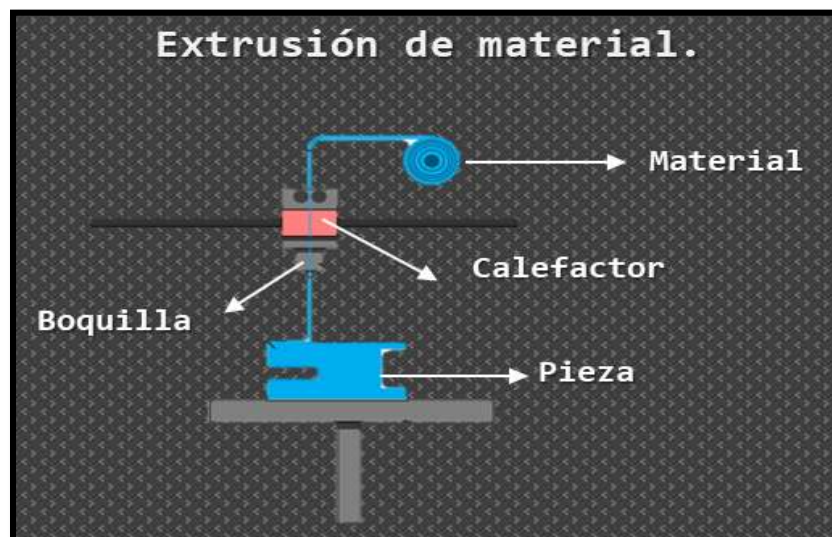 Extrusión de material.
Material
Calefactor
Boquilla
Pieza